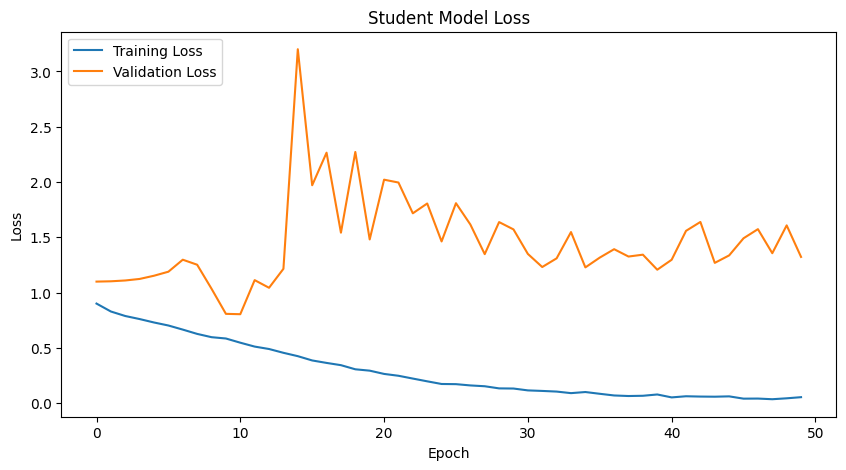 Student Model Loss
Training Loss
Validation Loss
3.0
2.5
2.0
1.5
1.0
0.5
0.0
Loss
0 10 20 30 40 50
Epoch